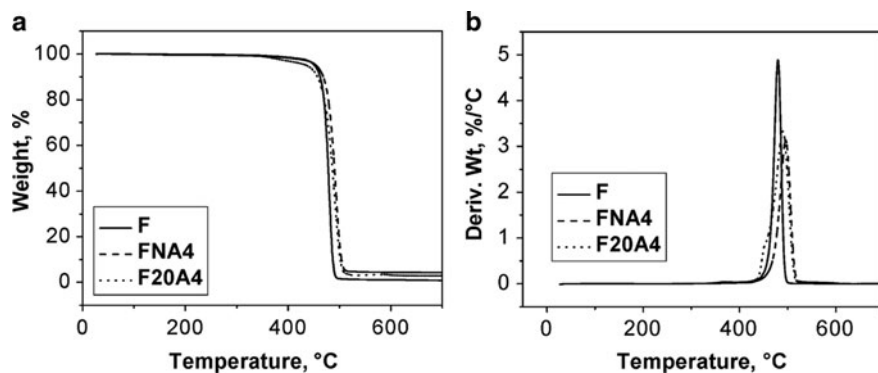 a
100
80
60
40
20
0
Weight, %
F
FNA4
F20A4
0
200
400
600
Temperature, °C
b
5
4
3
2
1
0
Deriv. Wt, %/°C
F
FNA4
F20A4
0
200
400
600
Temperature, °C